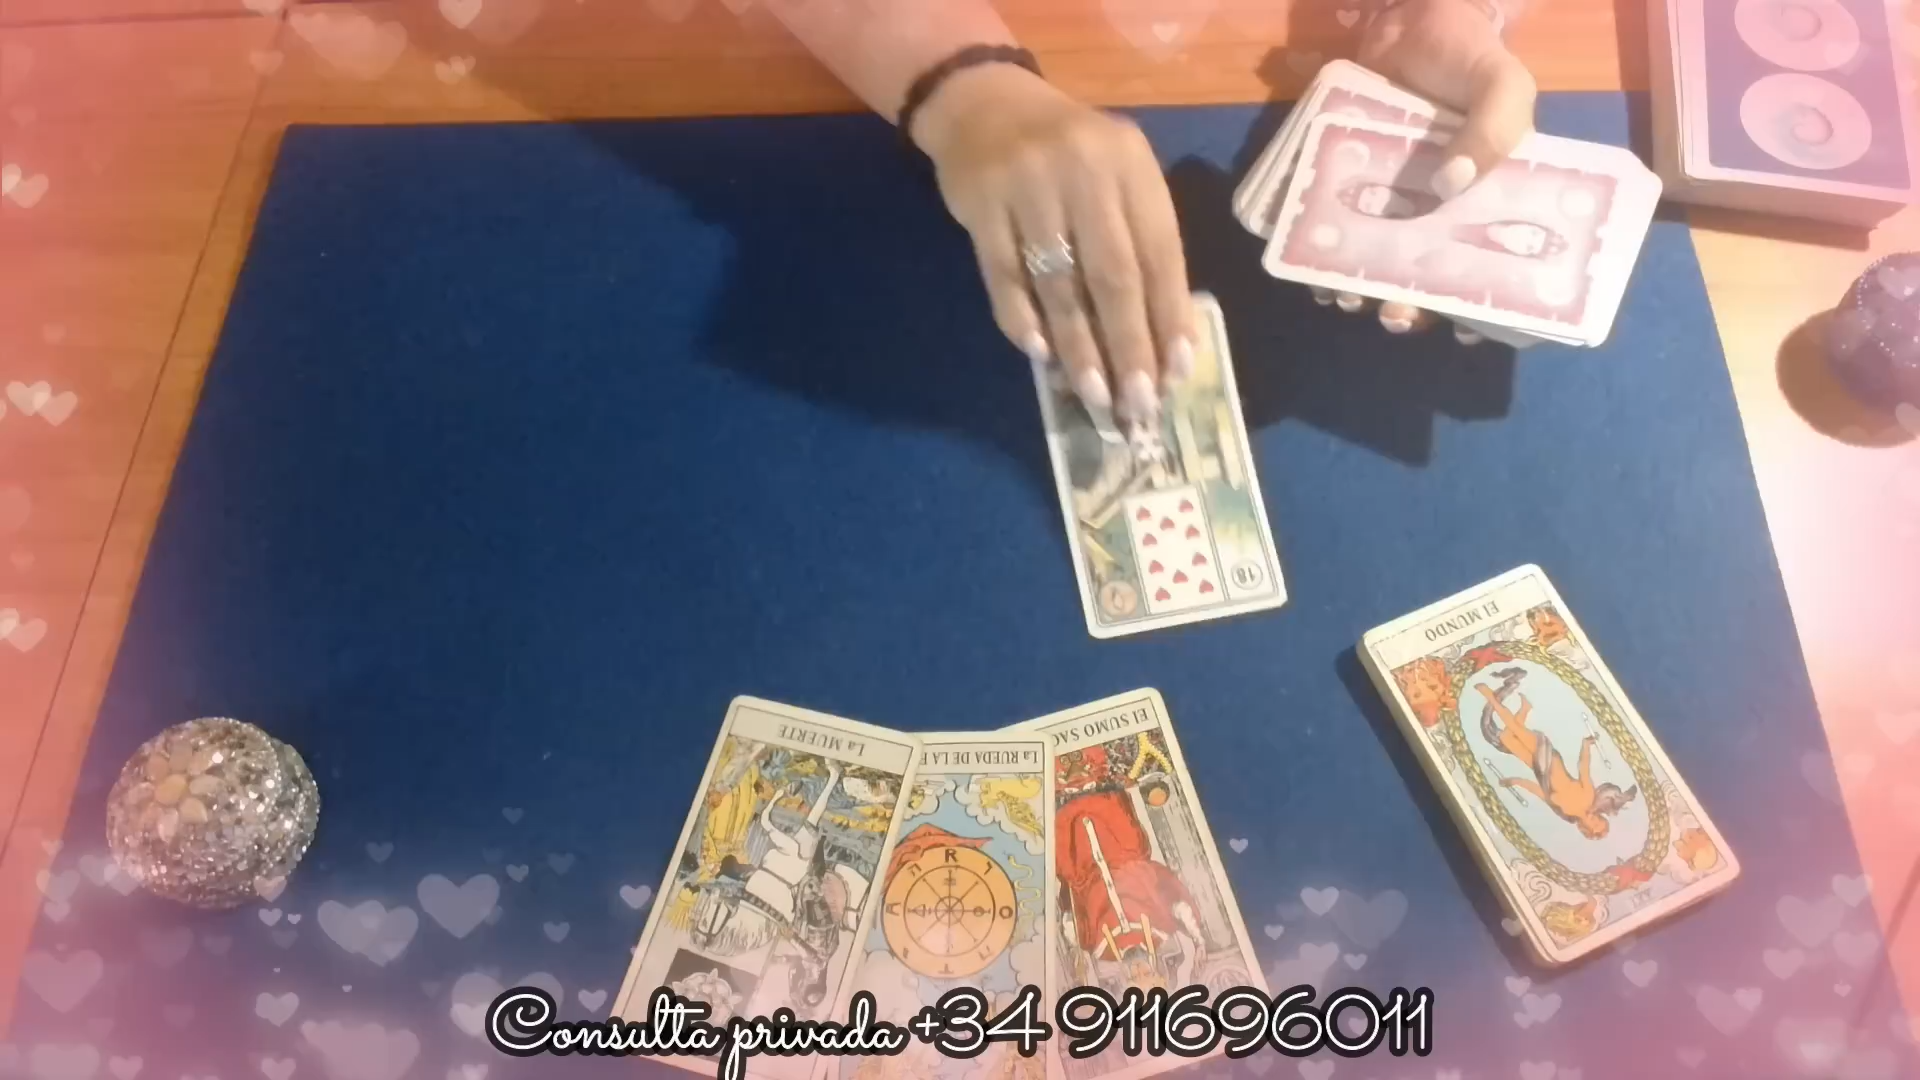 18
El MUNDO
XXI
La MUERTE
La RUEDA DE LA
El SUMO SAC
R
O
T
A
Consulta privada +34 911696011